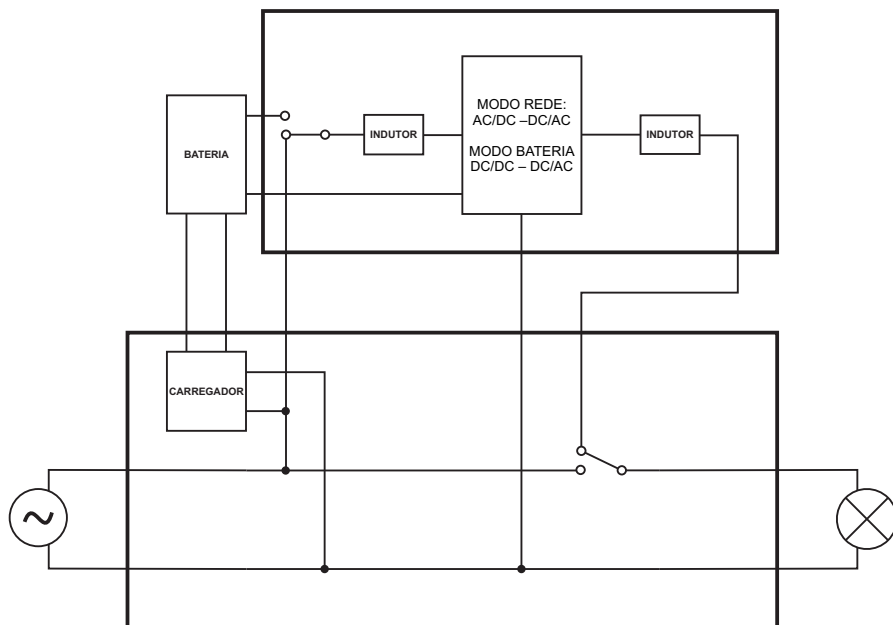 MODO REDE:
AC/DC –DC/AC
MODO BATERIA
DC/DC – DC/AC
INDUTOR
INDUTOR
BATERIA
CARREGADOR